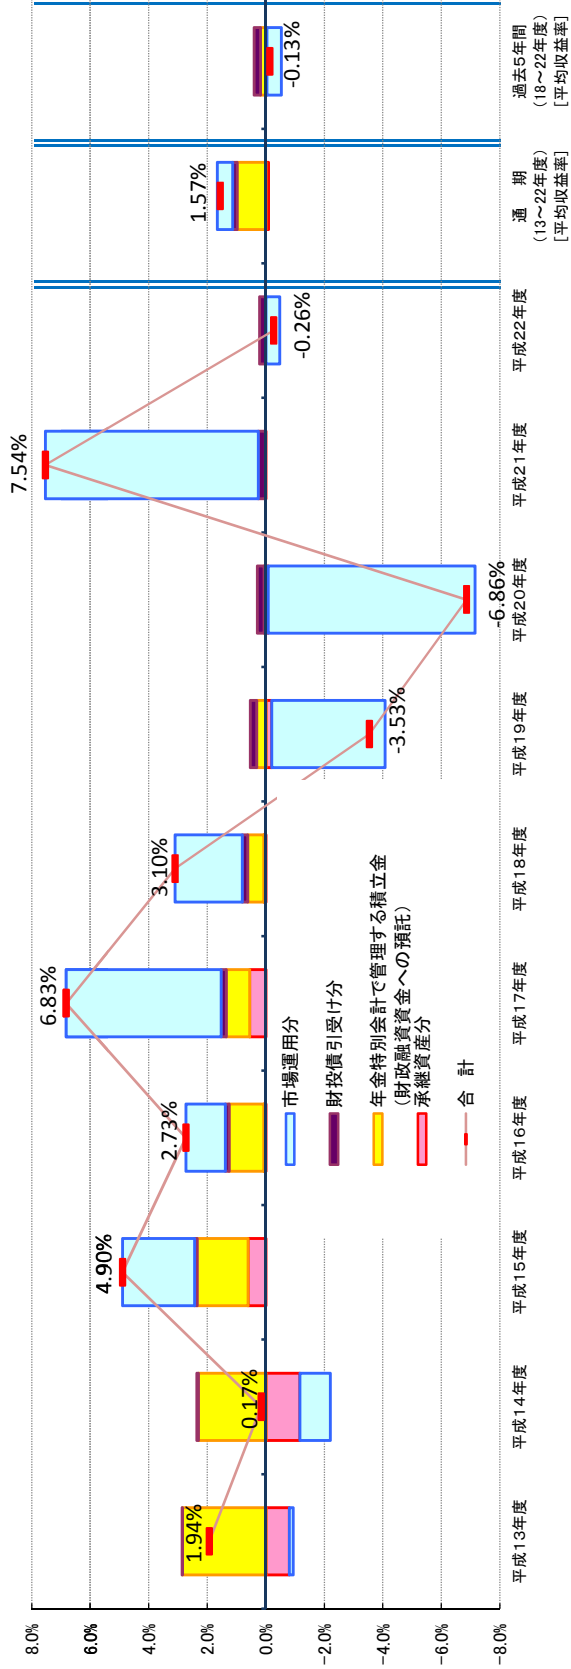 8.0%
6.0%
4.0%
2.0%
0.0%
-2.0%
-4.0%
-6.0%
-8.0%
1.94%
0.17%
4.90%
2.73%
6.83%
3.10%
-3.53%
-6.86%
7.54%
-0.26%
1.57%
-0.13%
市場運用分
財投債引受け分
年金特別会計で管理する積立金
（財政融資資金への預託）
承継資産分
合 計
平成13年度
平成14年度
平成15年度
平成16年度
平成17年度
平成18年度
平成19年度
平成20年度
平成21年度
平成22年度
通 期
（13～22年度）
[平均収益率]
過去5年間
（18～22年度）
[平均収益率]